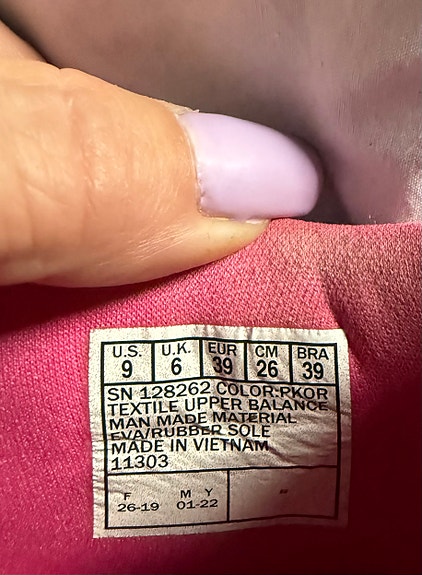 U.S. U.K. EUR CM BRA
9 6 39 26 39
SN 128262 COLOR-PKOR
TEXTILE UPPER BALANCE
MAN MADE MATERIAL
EVA/RUBBER SOLE
MADE IN VIETNAM
11303
F M Y
26-19 01-22